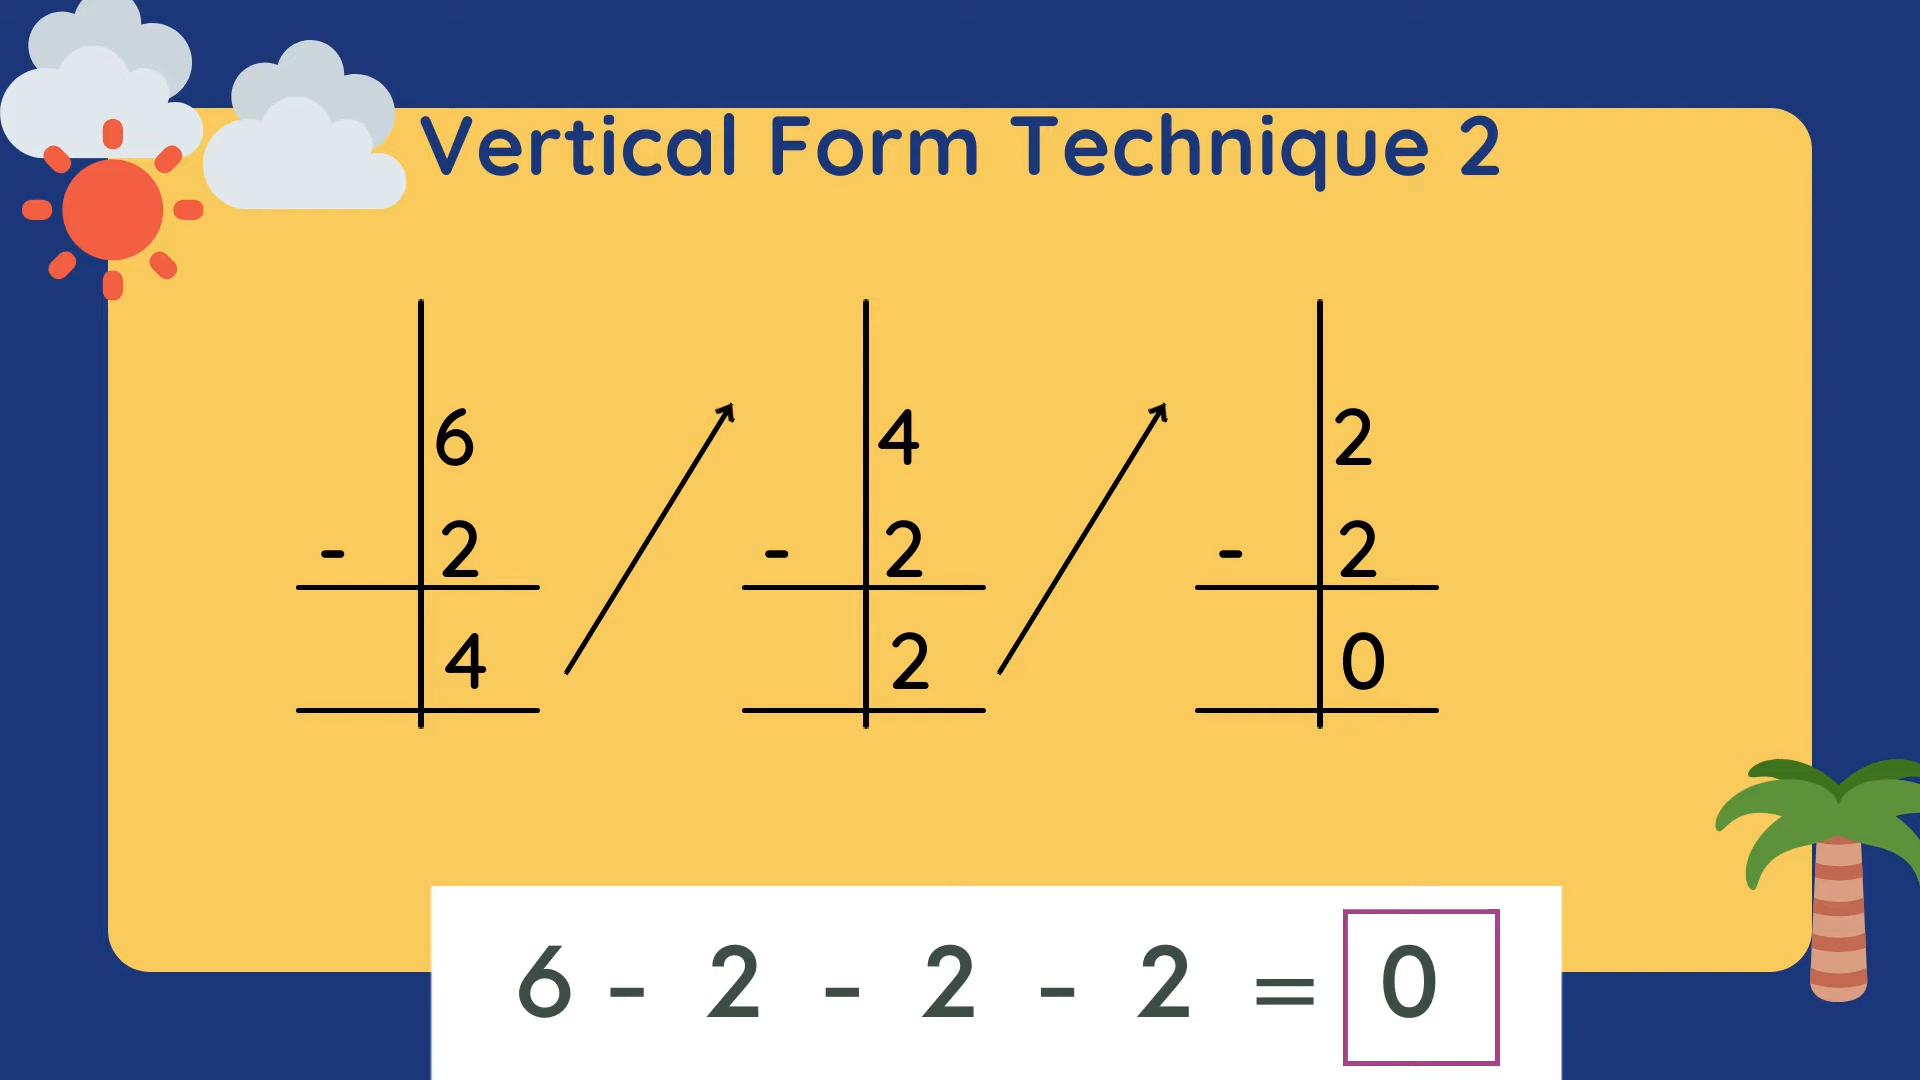 Vertical Form Technique 2
6 4 2
- 2 - 2 - 2
4 2 0
6 - 2 - 2 - 2 = 0